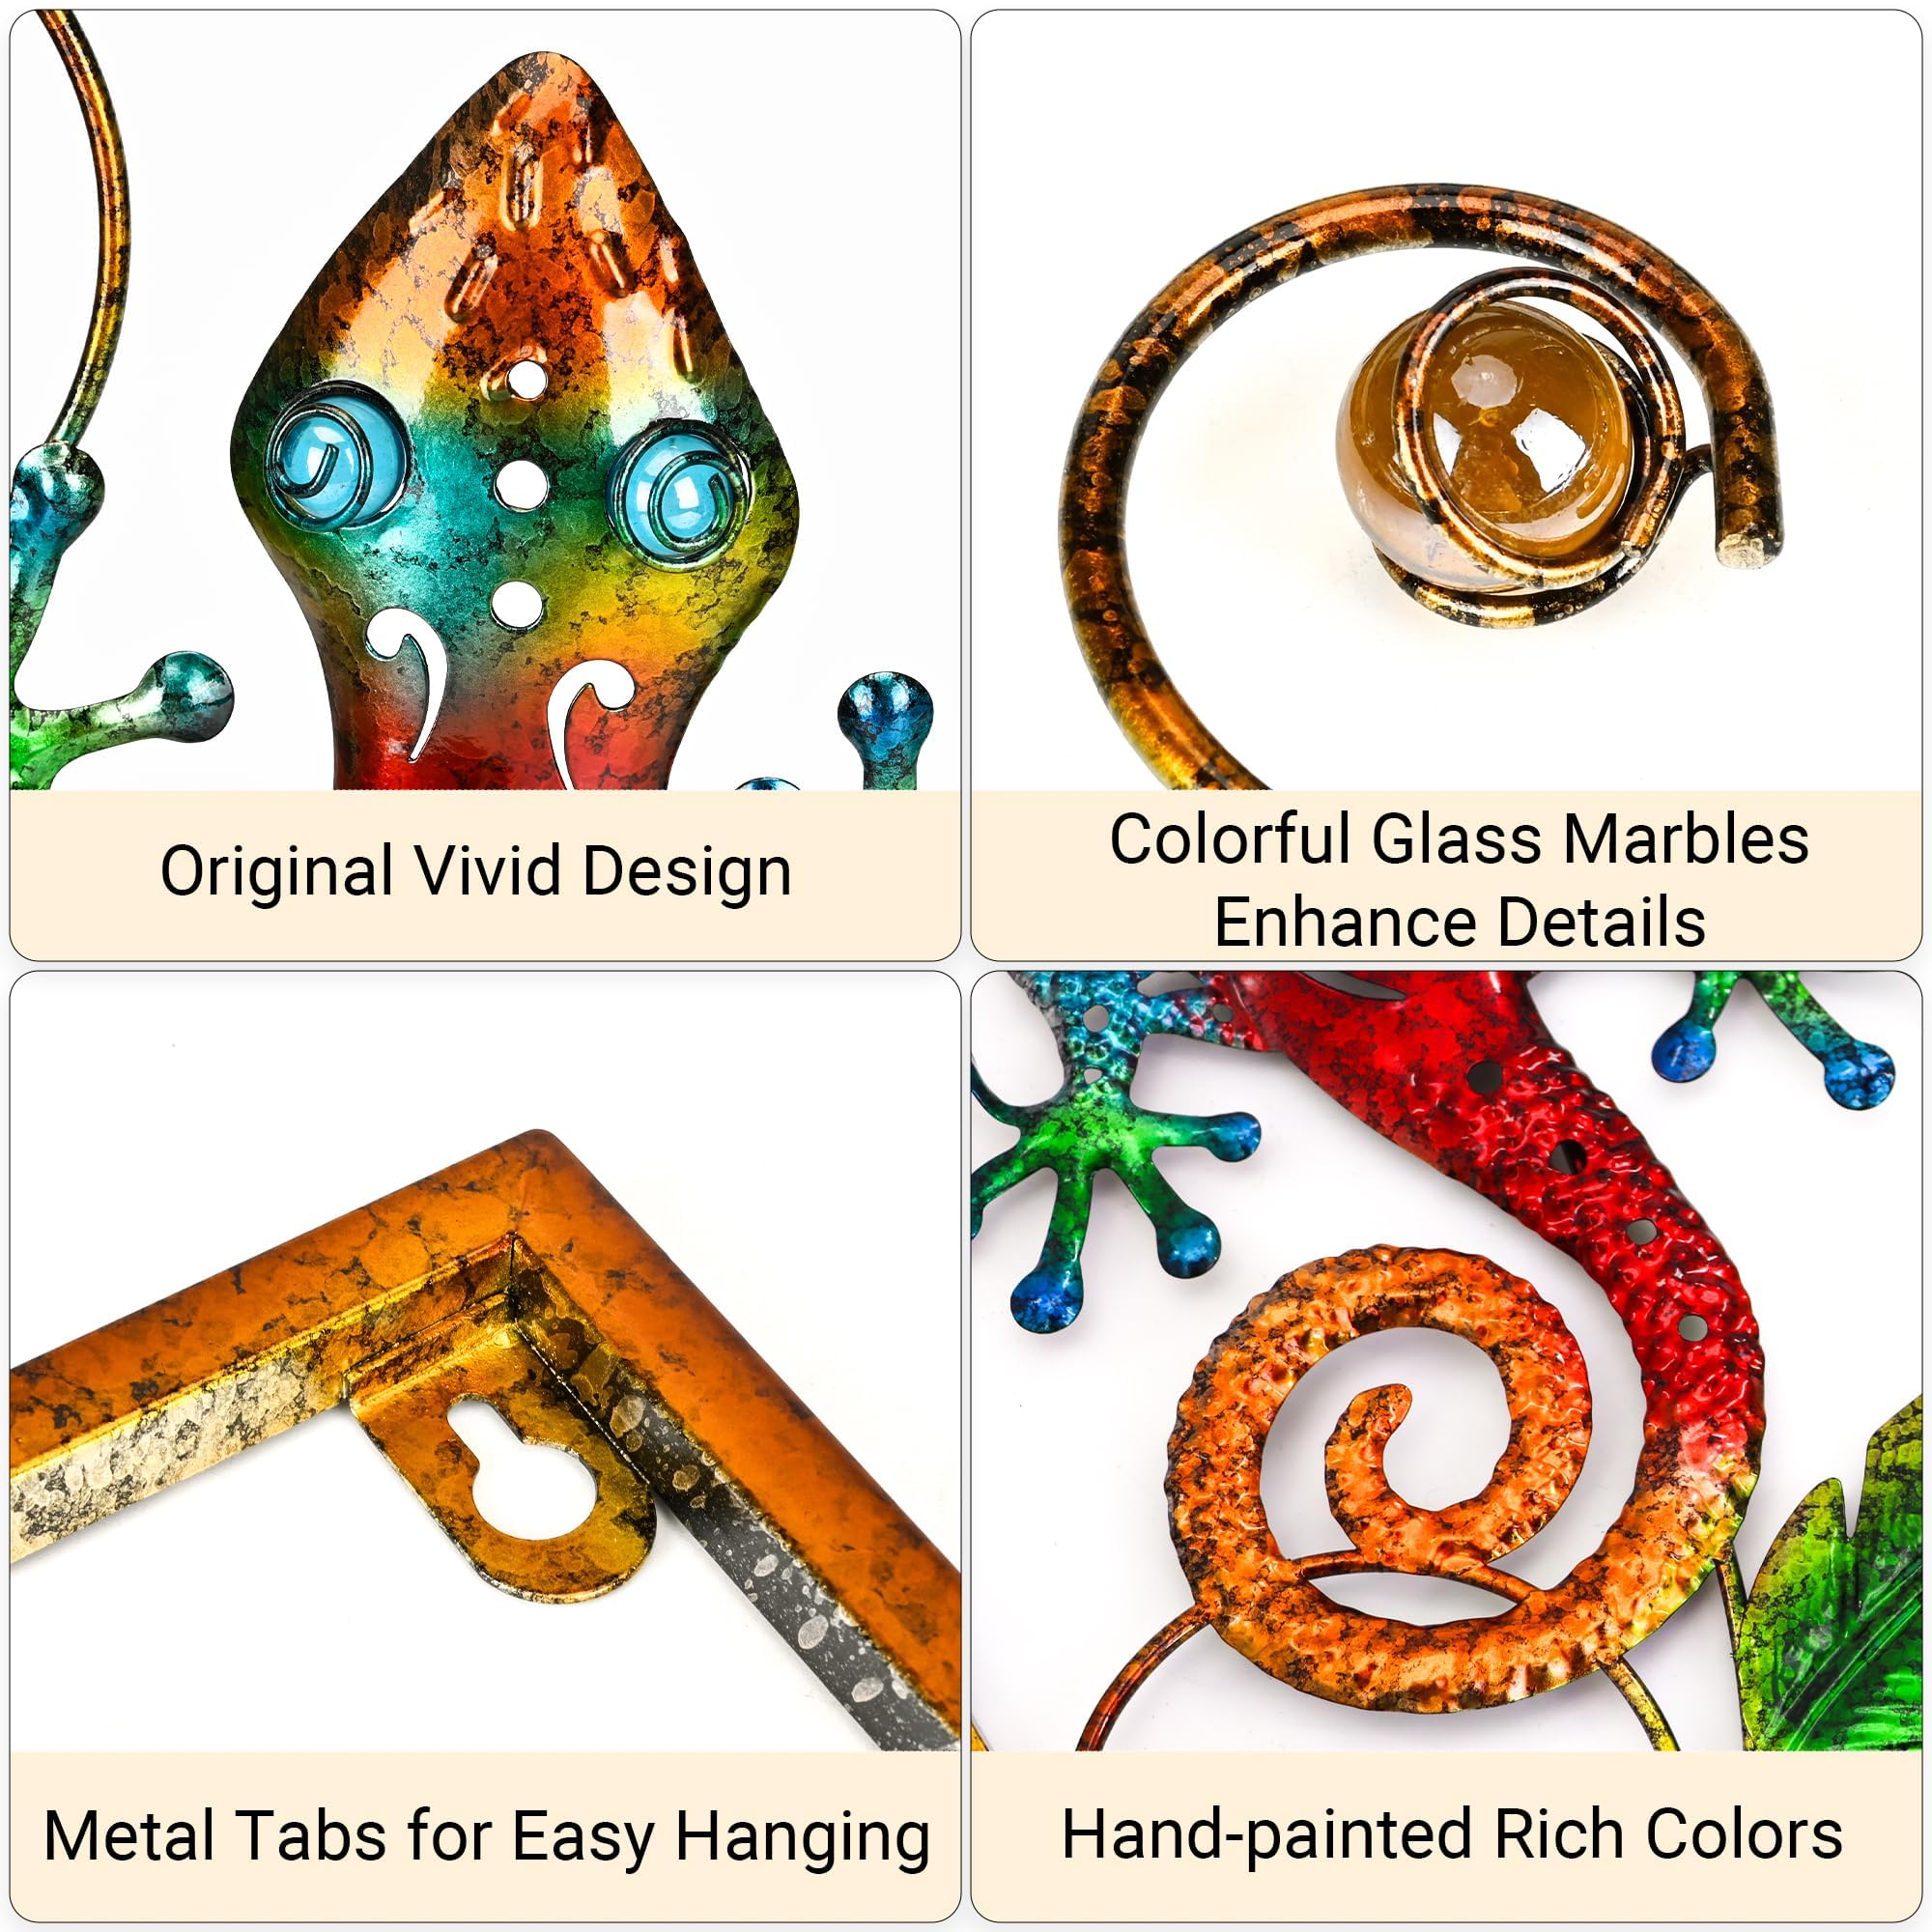 Original Vivid Design
Colorful Glass Marbles
Enhance Details
Metal Tabs for Easy Hanging
Hand-painted Rich Colors